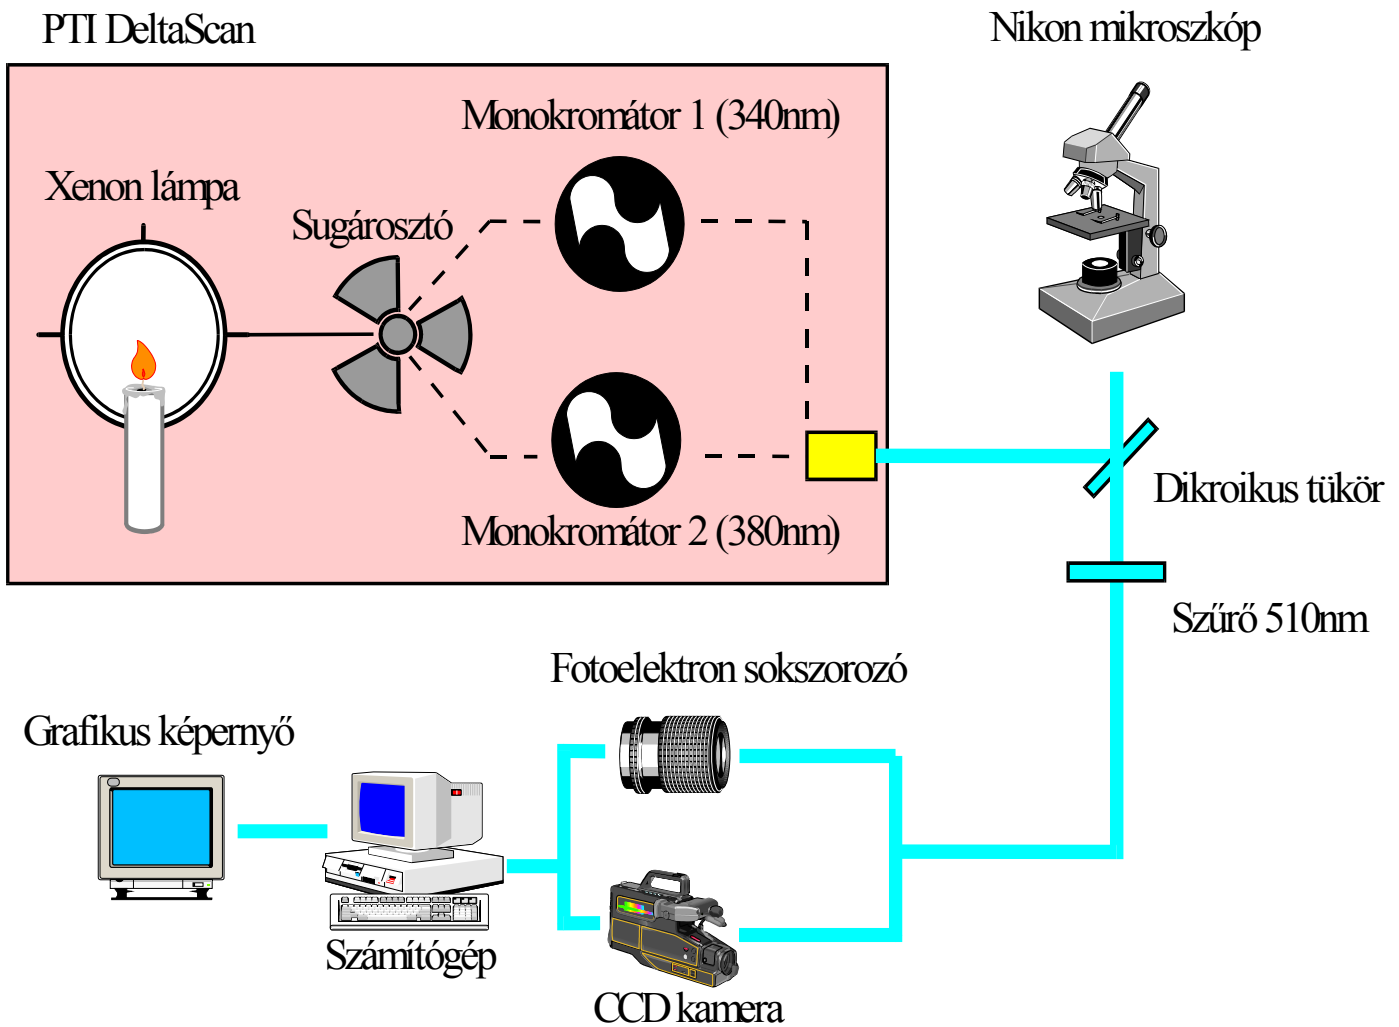 PTI DeltaScan
Nikon mikroszkóp
Monokromátor 1 (340nm)
Xenon lámpa
Sugárosztó
Dikroikus tükör
Monokromátor 2 (380nm)
Szűrő 510nm
Fotoelektron sokszorozó
Grafikus képernyő
Számítógép
CCD kamera